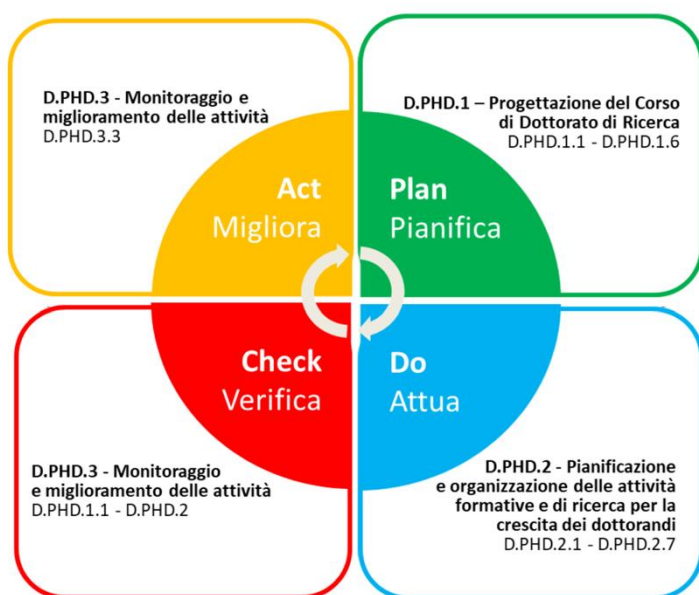 D.PHD.3 - Monitoraggio e
miglioramento delle attività
D.PHD.3.3
D.PHD.1 – Progettazione del Corso
di Dottorato di Ricerca
D.PHD.1.1 - D.PHD.1.6
Act
Migliora
Plan
Pianifica
Check
Verifica
Do
Attua
D.PHD.3 - Monitoraggio
e miglioramento delle attività
D.PHD.1.1 - D.PHD.2
D.PHD.2 - Pianificazione
e organizzazione delle attività
formative e di ricerca per la
crescita dei dottorandi
D.PHD.2.1 - D.PHD.2.7